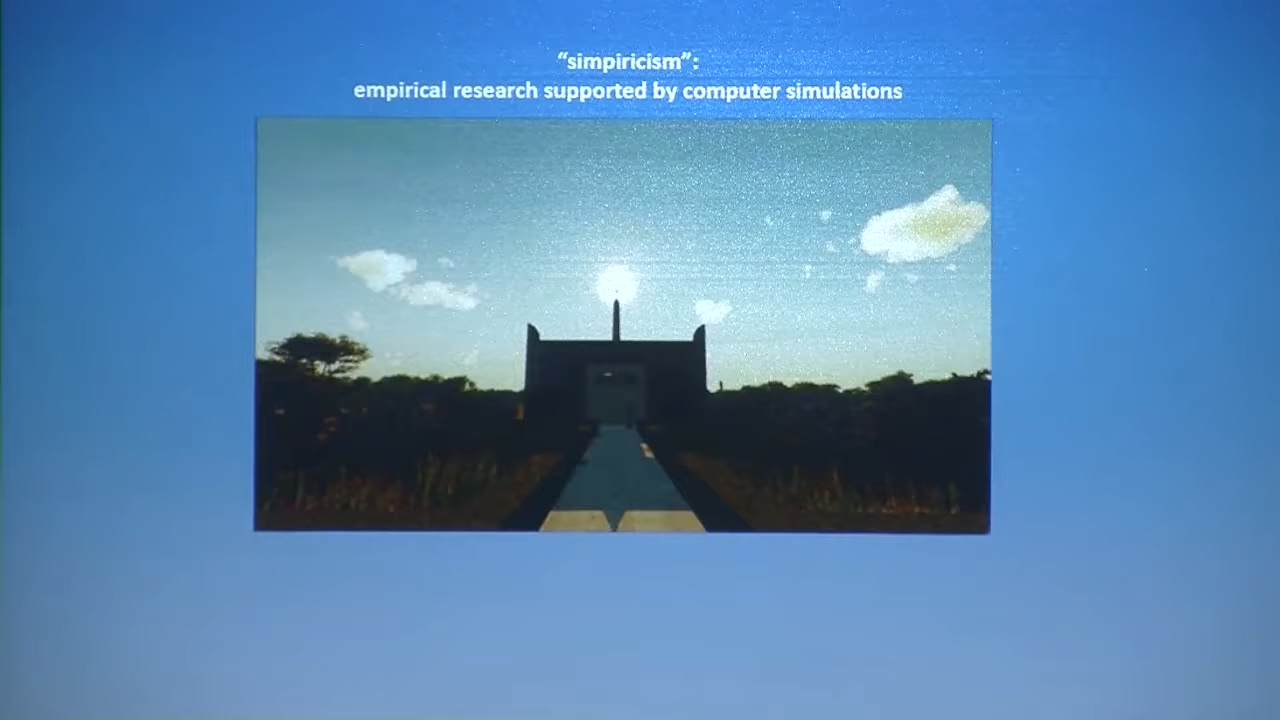 “simpiricism”:
empirical research supported by computer simulations